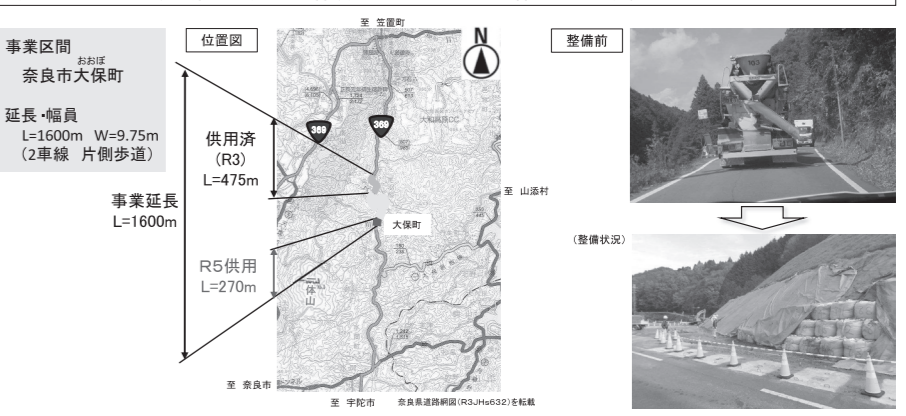 至 笠置町
事業区間
おおぼ
奈良市大保町
延長・幅員
L=1600m W=9.75m
(2車線 片側歩道)
位置図
N
369
369
供用済
(R3)
L=475m
事業延長
L=1600m
至 山添村
大保町
R5供用
L=270m
至 奈良市
至 宇陀市
奈良県道路網図(R3JHs632)を転載
整備前
(整備状況)